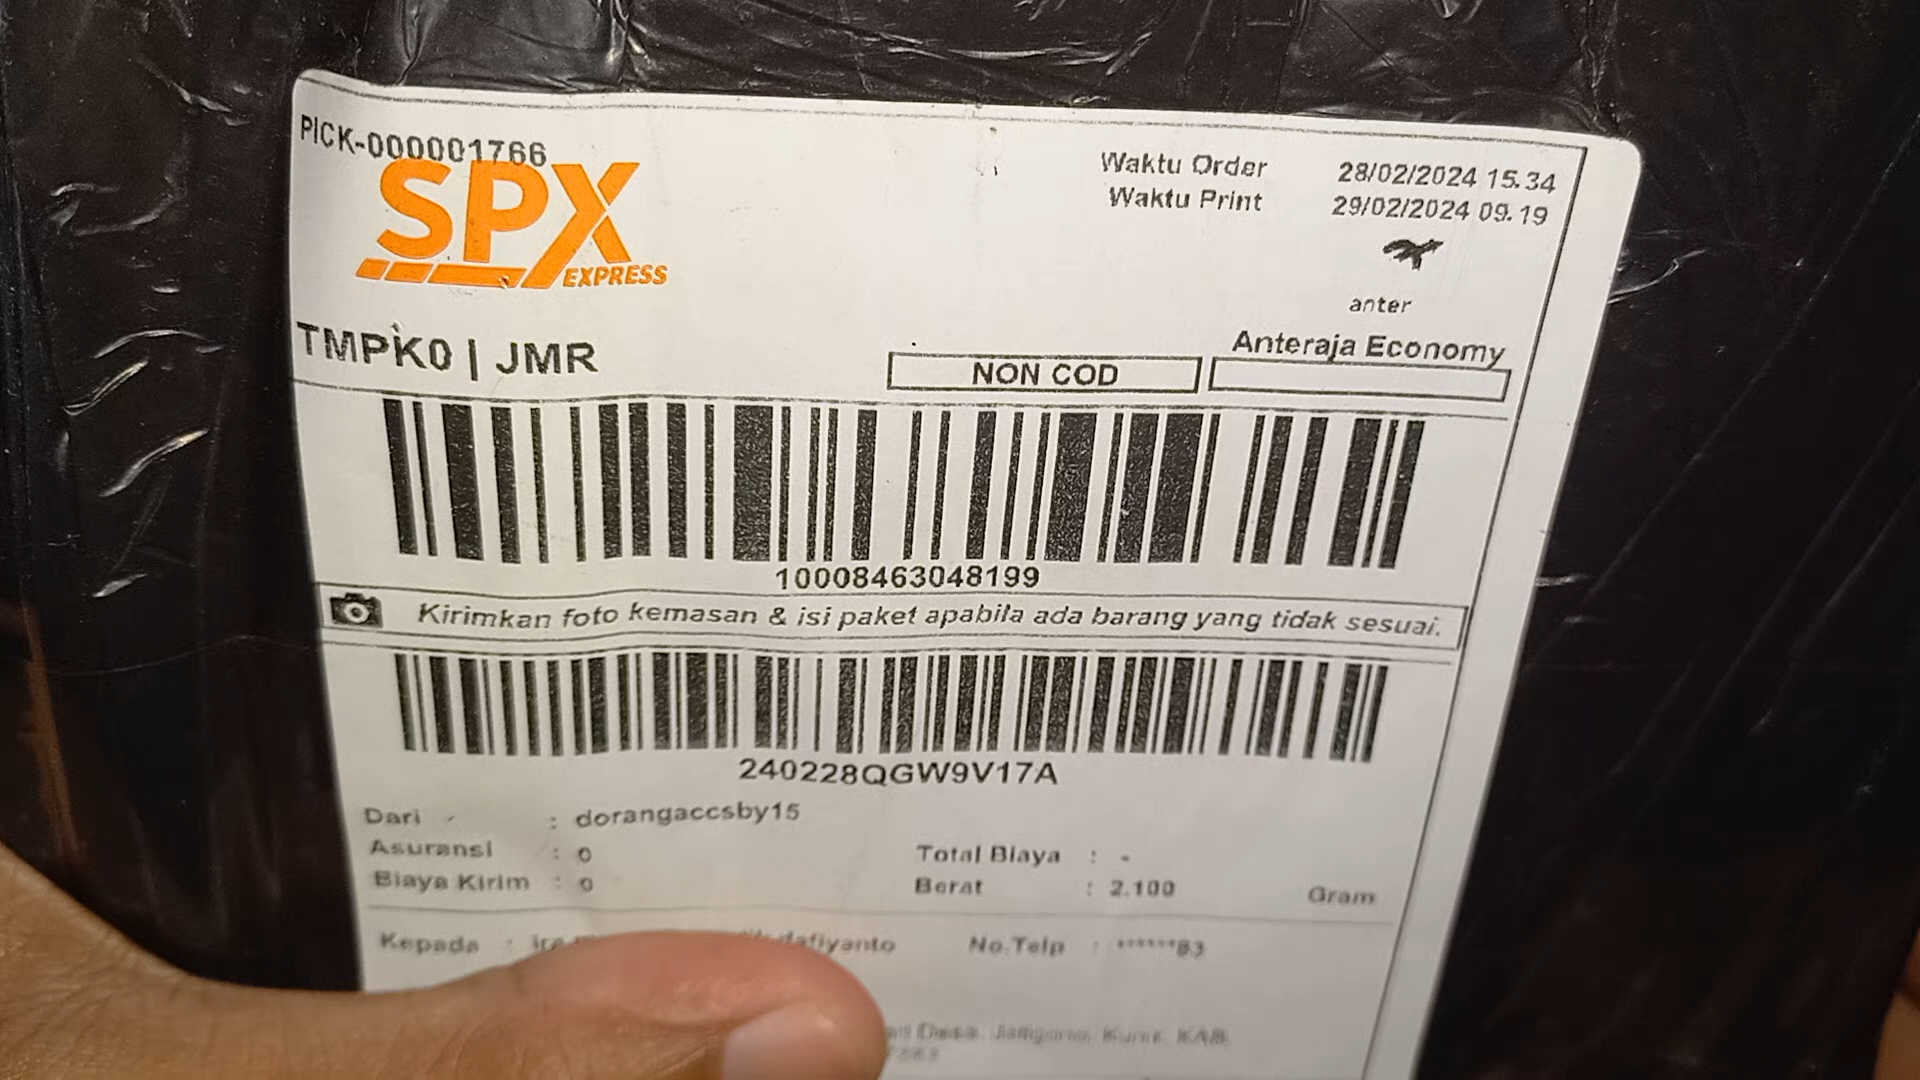 PICK-000001766
SPX
EXPRESS
Waktu Order 28/02/2024 15.34
Waktu Print 29/02/2024 09.19
anter
Anteraja Economy
TMPK0 | JMR
NON COD
10008463048199
Kirimkan foto kemasan & isi paket apabila ada barang yang tidak sesuai.
240228QGW9V17A
Dari : dorangaccsby15
Asuransi : 0
Total Biaya : -
Biaya Kirim : 0
Berat : 2.100 Gram
Kepada :
No.Telp : ******83
Desa